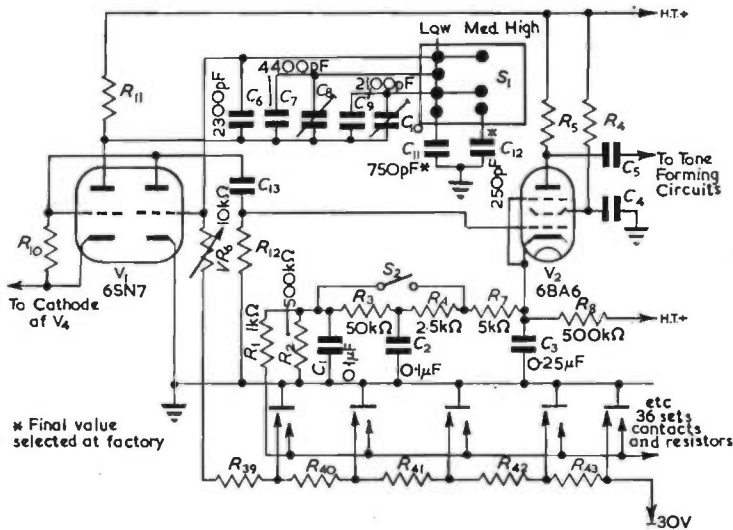 H.T.+
Low Med. High
S1
4400pF
2100pF
2300pF
C6
C7
C8
C9
C10
R11
R5
R4
C11
C12
*
750pF*
250pF
C5
To Tone
Forming
Circuits
C4
C13
10kΩ
VR6
R12
R10
V1
6SN7
V2
6BA6
To Cathode
of V4
S2
R3
50kΩ
R4
2·5kΩ
R7
5kΩ
R8
500kΩ
H.T.+
R1
1kΩ
R2
500kΩ
C1
0·1μF
C2
0·1μF
C3
0·25μF
* Final value
selected at factory
etc
36 sets
contacts
and resistors
R39
R40
R41
R42
R43
-30V